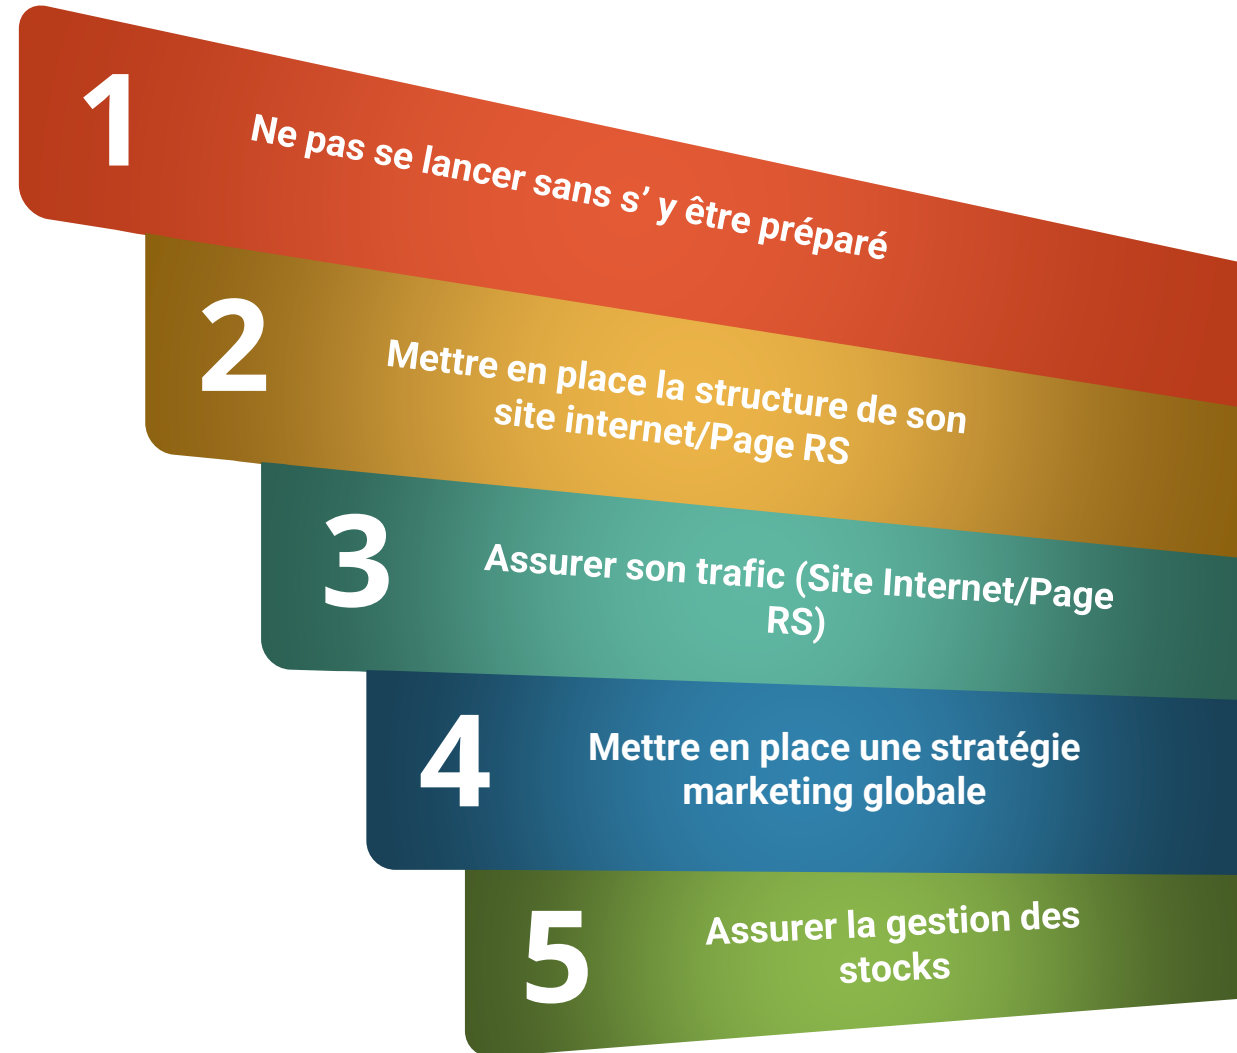 1
Ne pas se lancer sans s’ y être préparé
2
Mettre en place la structure de son
site internet/Page RS
3
Assurer son trafic (Site Internet/Page
RS)
4
Mettre en place une stratégie
marketing globale
5
Assurer la gestion des
stocks